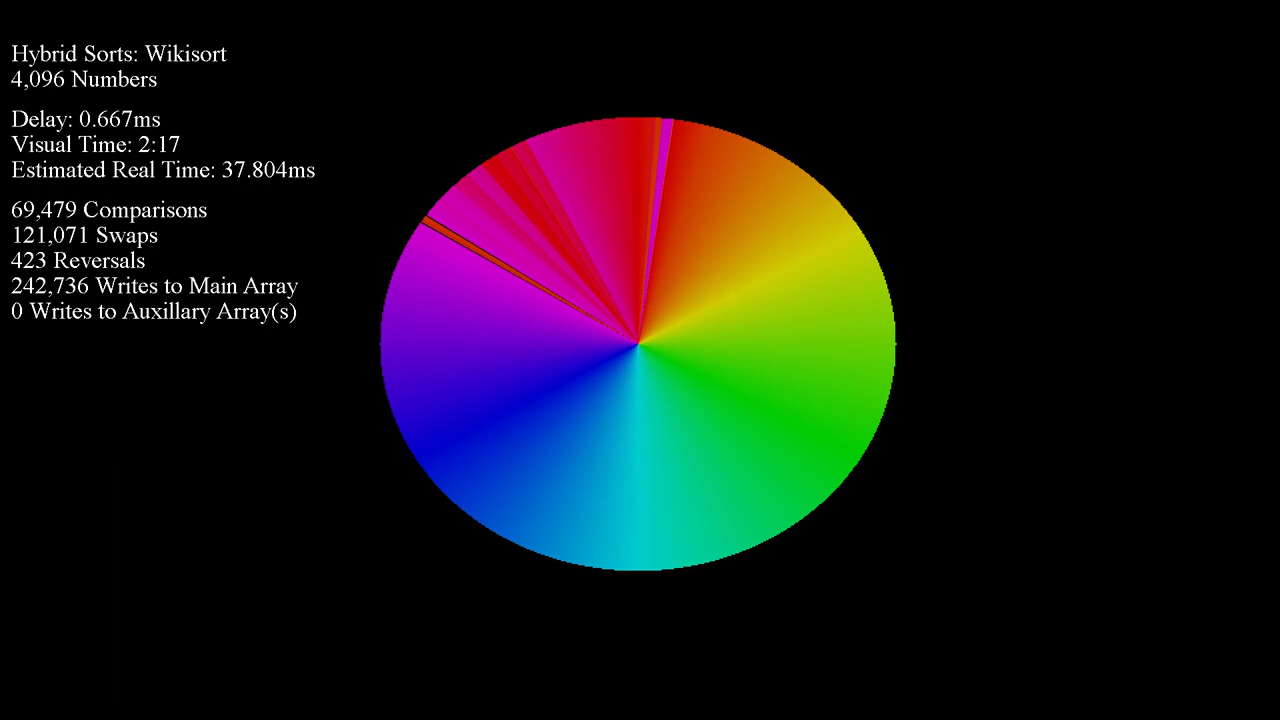 Hybrid Sorts: Wikisort
4,096 Numbers
Delay: 0.667ms
Visual Time: 2:17
Estimated Real Time: 37.804ms
69,479 Comparisons
121,071 Swaps
423 Reversals
242,736 Writes to Main Array
0 Writes to Auxillary Array(s)